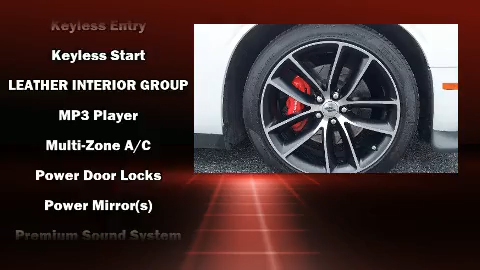 Keyless Entry
Keyless Start
LEATHER INTERIOR GROUP
MP3 Player
Multi-Zone A/C
Power Door Locks
Power Mirror(s)
Premium Sound System